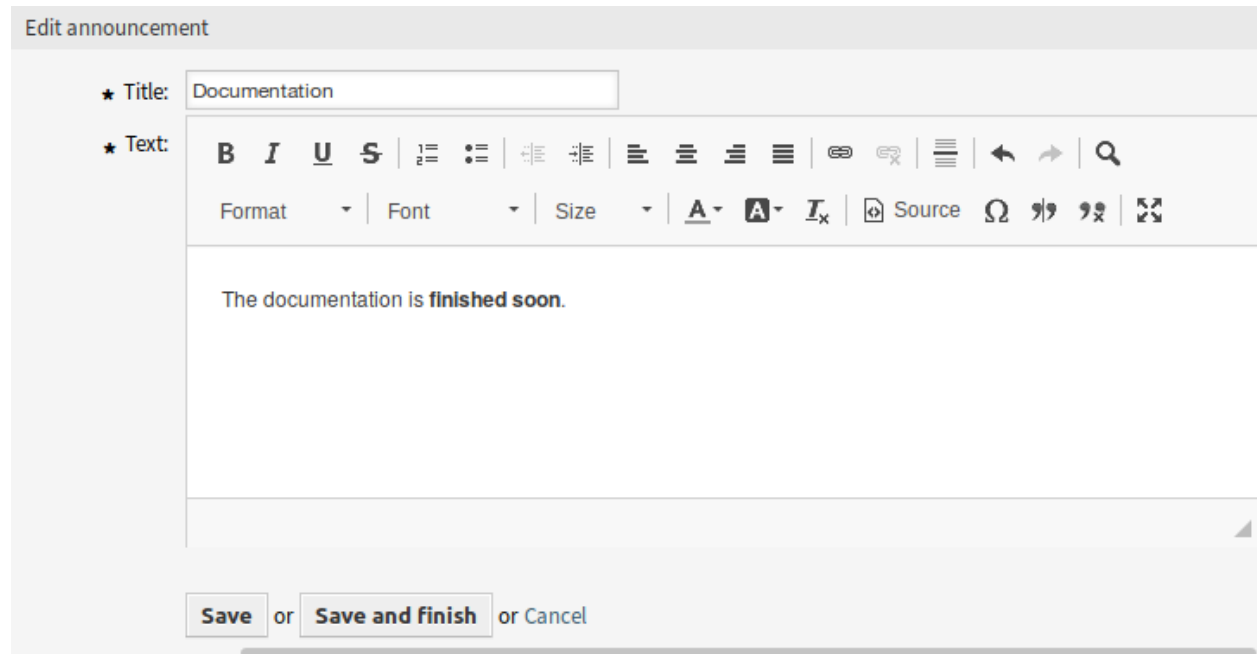 Edit announcement
★ Title: Documentation
★ Text:
B I U S
Format Font Size A A Tx Source Ω
The documentation is finished soon.
Save or Save and finish or Cancel